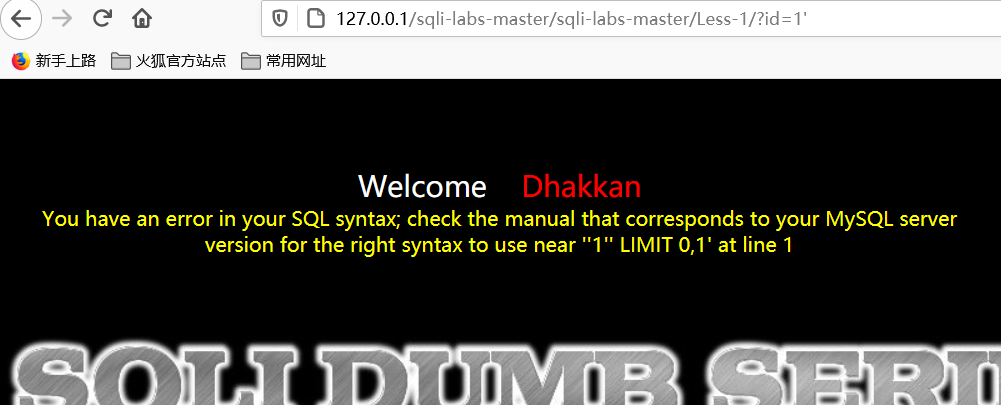 127.0.0.1/sqli-labs-master/sqli-labs-master/Less-1/?id=1'
新手上路 火狐官方站点 常用网址
Welcome Dhakkan
You have an error in your SQL syntax; check the manual that corresponds to your MySQL server
version for the right syntax to use near ''1'' LIMIT 0,1' at line 1
SQLI DUMB SERI